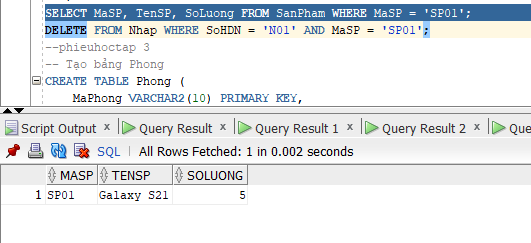 SELECT MaSP, TenSP, SoLuong FROM SanPham WHERE MaSP = 'SP01';
DELETE FROM Nhap WHERE SoHDN = 'N01' AND MaSP = 'SP01';
--phieuhoctap 3
-- Tạo bảng Phong
CREATE TABLE Phong (
MaPhong VARCHAR2(10) PRIMARY KEY,
Script Output × Query Result × Query Result 1 × Query Result 2 × Que
SQL | All Rows Fetched: 1 in 0.002 seconds
MASP TENSP SOLUONG
1 SP01 Galaxy S21 5